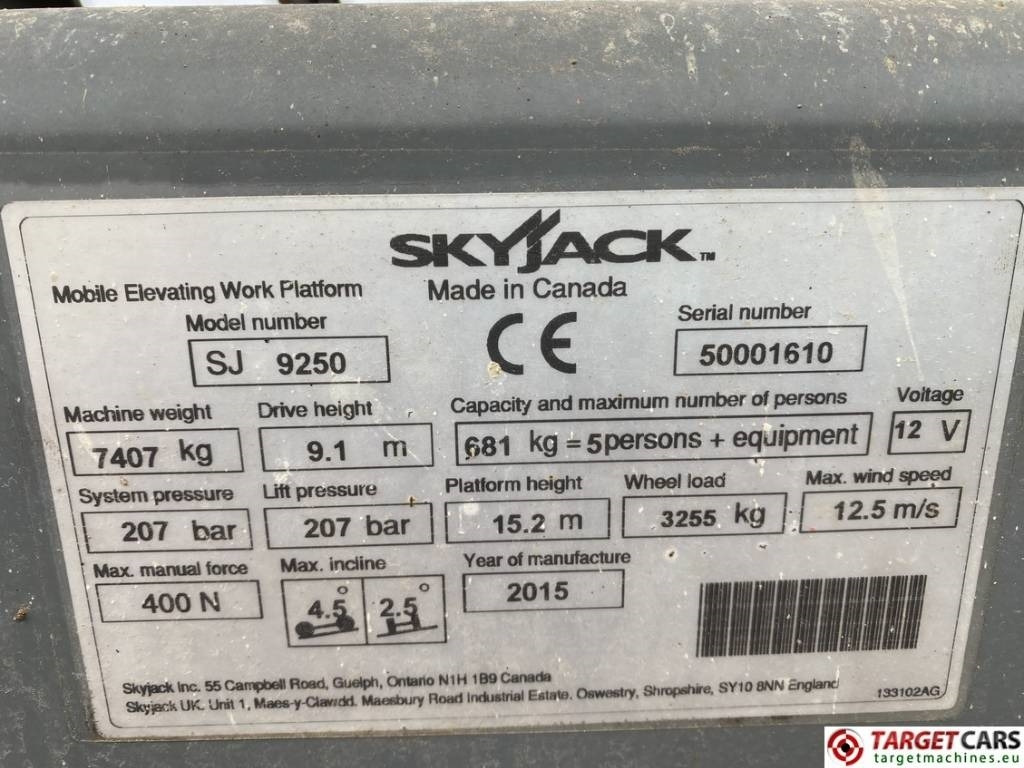 SKYJACK™
Mobile Elevating Work Platform
Made in Canada
Model number
SJ 9250
CE
Serial number
50001610
Machine weight
7407 kg
Drive height
9.1 m
Capacity and maximum number of persons
681 kg = 5persons + equipment
Voltage
12 V
System pressure
207 bar
Lift pressure
207 bar
Platform height
15.2 m
Wheel load
3255 kg
Max. wind speed
12.5 m/s
Max. manual force
400 N
Max. incline
4.5° 2.5°
Year of manufacture
2015
Skyjack Inc. 55 Campbell Road, Guelph, Ontario N1H 1B9 Canada
Skyjack UK. Unit 1, Maes-y-Clawdd. Maesbury Road Industrial Estate. Oswestry, Shropshire, SY10 8NN England
133102AG
TARGETCARS
targetmachines.eu